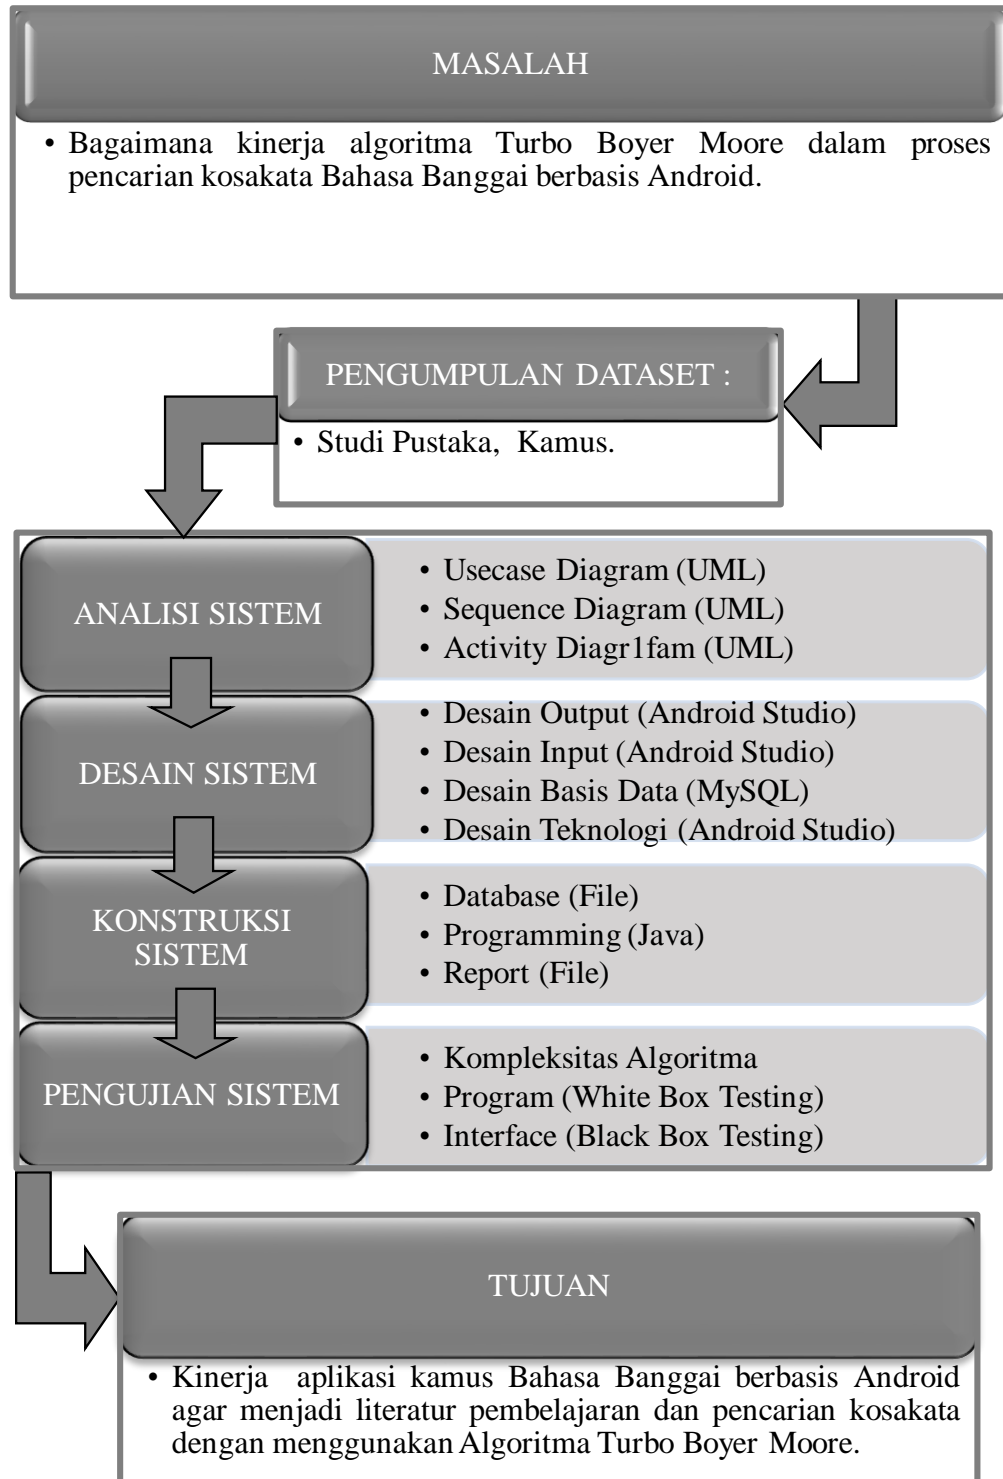 MASALAH
• Bagaimana kinerja algoritma Turbo Boyer Moore dalam proses
pencarian kosakata Bahasa Banggai berbasis Android.
PENGUMPULAN DATASET :
• Studi Pustaka, Kamus.
ANALISI SISTEM
• Usecase Diagram (UML)
• Sequence Diagram (UML)
• Activity Diagr1fam (UML)
DESAIN SISTEM
• Desain Output (Android Studio)
• Desain Input (Android Studio)
• Desain Basis Data (MySQL)
• Desain Teknologi (Android Studio)
KONSTRUKSI
SISTEM
• Database (File)
• Programming (Java)
• Report (File)
PENGUJIAN SISTEM
• Kompleksitas Algoritma
• Program (White Box Testing)
• Interface (Black Box Testing)
TUJUAN
• Kinerja aplikasi kamus Bahasa Banggai berbasis Android
agar menjadi literatur pembelajaran dan pencarian kosakata
dengan menggunakan Algoritma Turbo Boyer Moore.